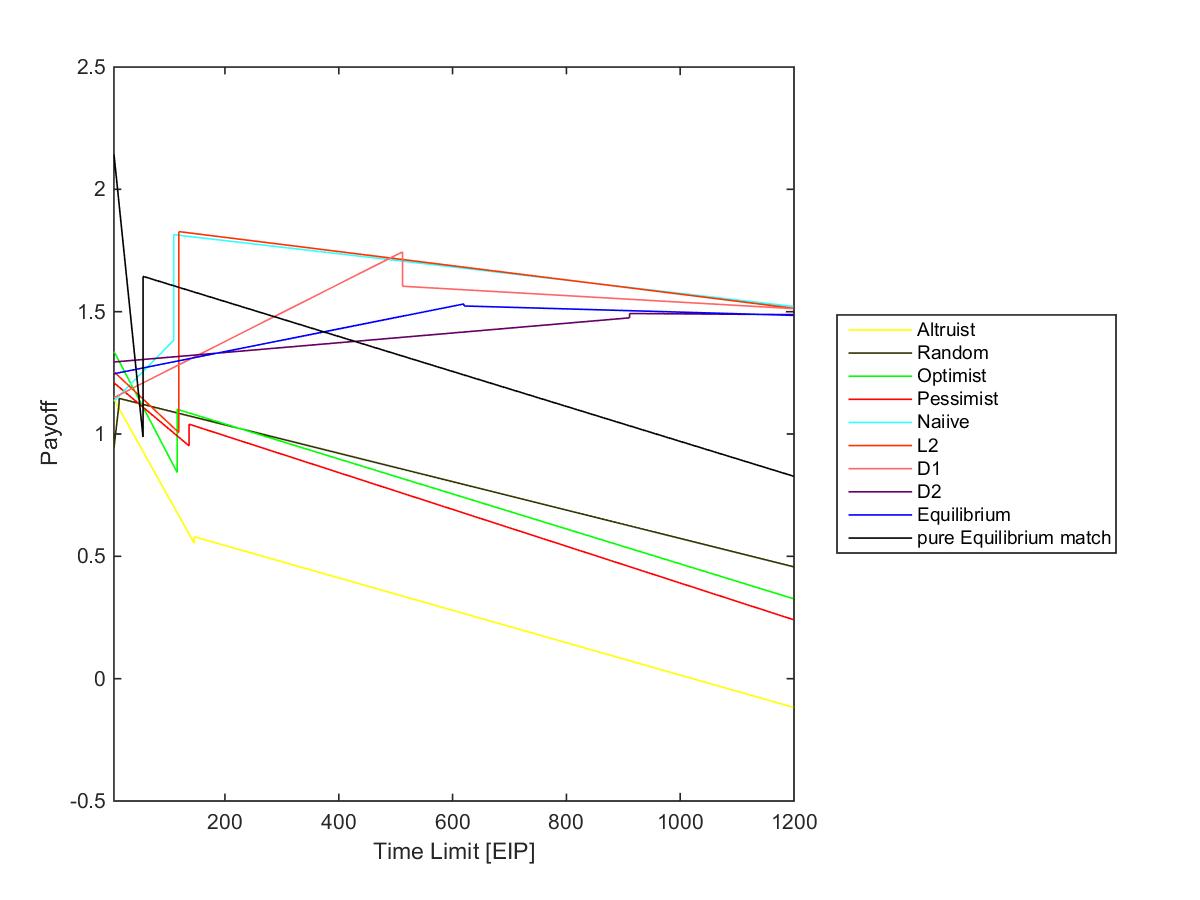 2.5
2
1.5
1
0.5
0
-0.5
Payoff
200 400 600 800 1000 1200
Time Limit [EIP]
Altruist
Random
Optimist
Pessimist
Naiive
L2
D1
D2
Equilibrium
pure Equilibrium match